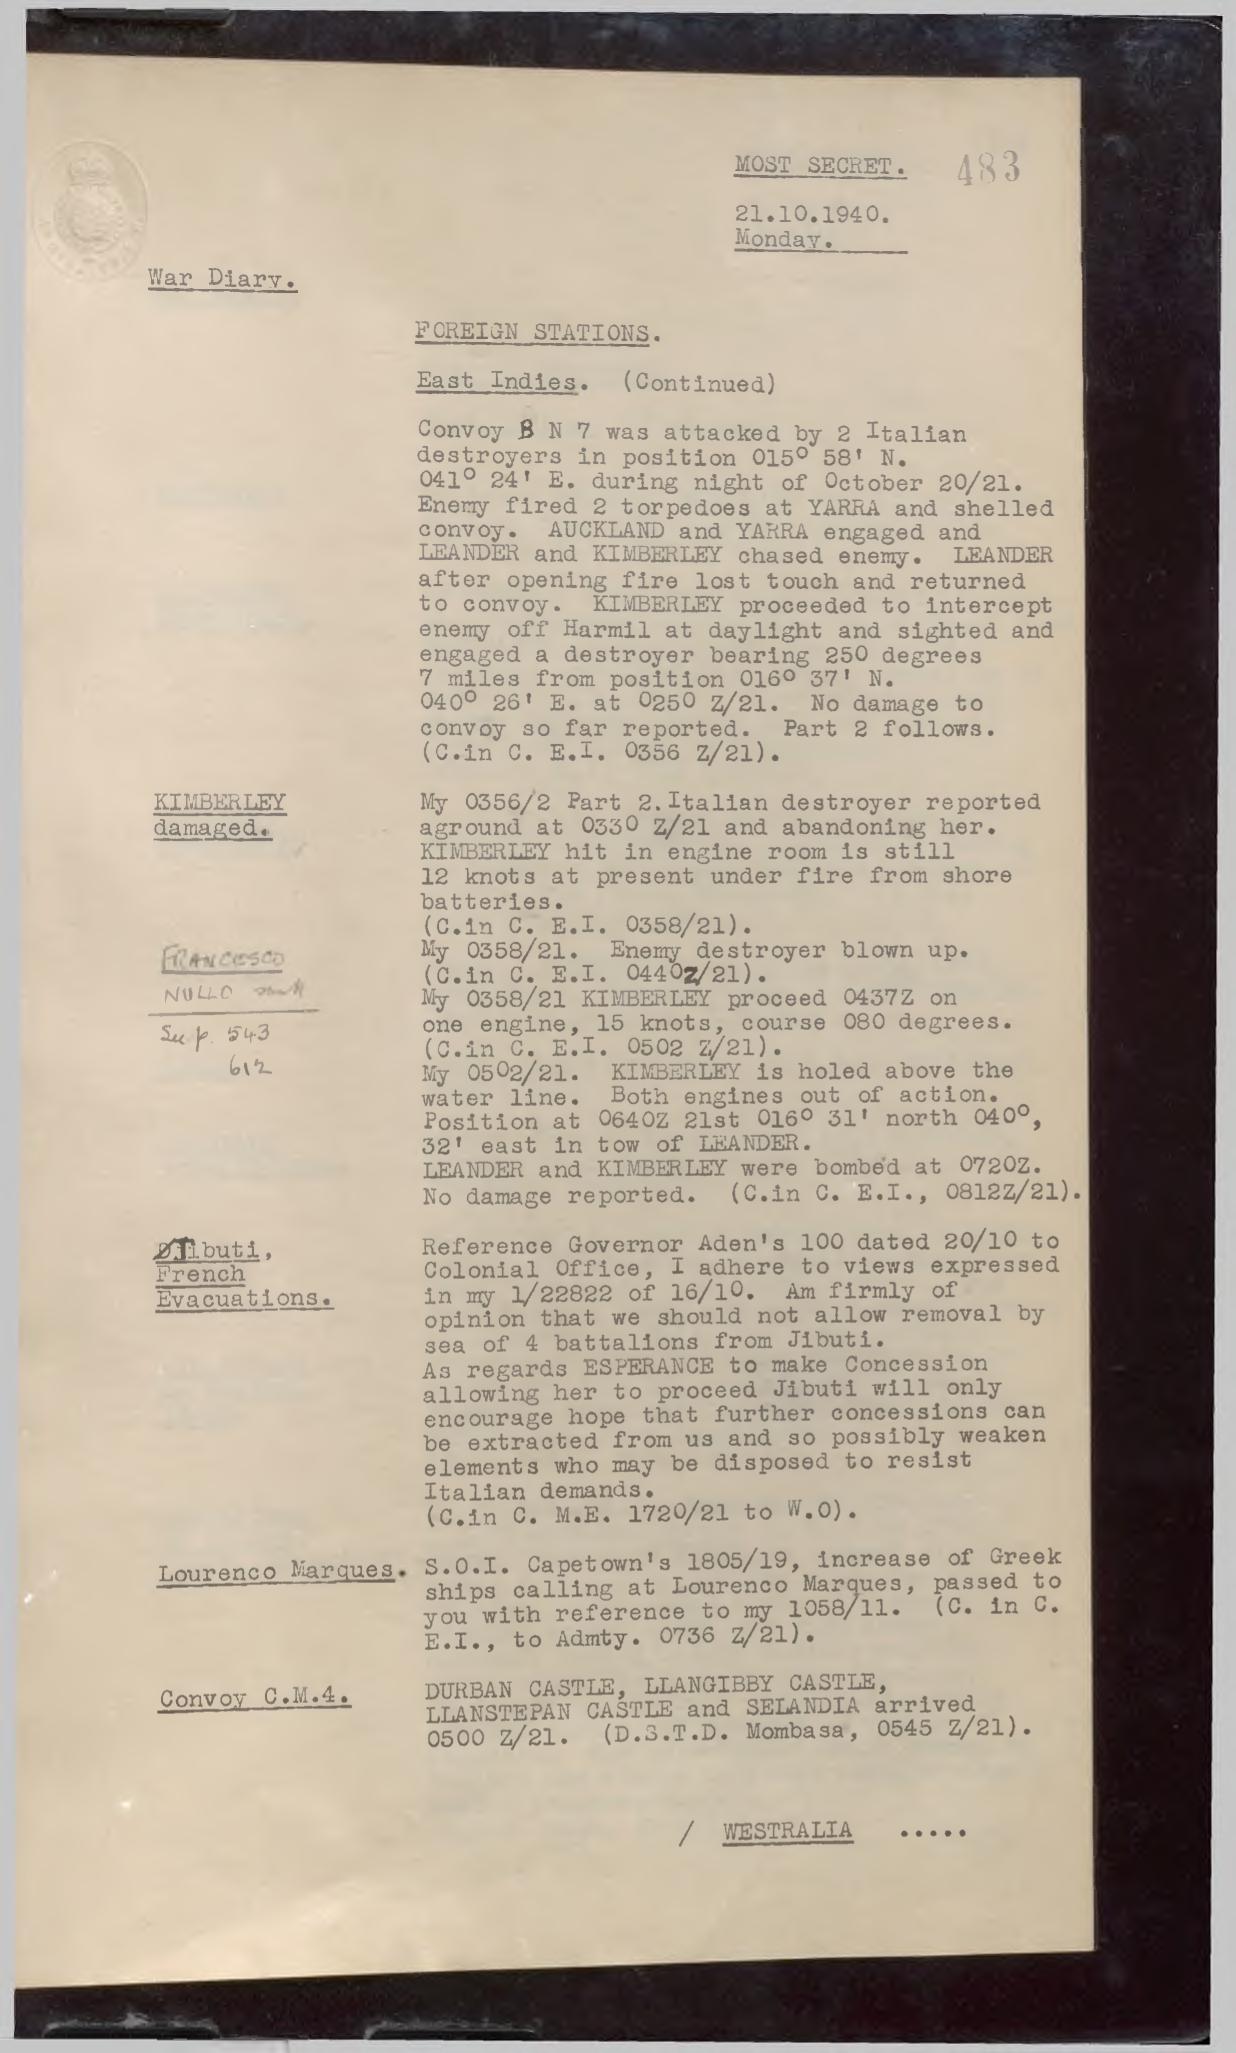 MOST SECRET. 483
21.10.1940.
Monday.
War Diary.
FOREIGN STATIONS.
East Indies. (Continued)
Convoy B N 7 was attacked by 2 Italian
destroyers in position 015° 58' N.
041° 24' E. during night of October 20/21.
Enemy fired 2 torpedoes at YARRA and shelled
convoy. AUCKLAND and YARRA engaged and
LEANDER and KIMBERLEY chased enemy. LEANDER
after opening fire lost touch and returned
to convoy. KIMBERLEY proceeded to intercept
enemy off Harmil at daylight and sighted and
engaged a destroyer bearing 250 degrees
7 miles from position 016° 37' N.
040° 26' E. at 0250 Z/21. No damage to
convoy so far reported. Part 2 follows.
(C.in C. E.I. 0356 Z/21).
KIMBERLEY
damaged.
My 0356/2 Part 2.Italian destroyer reported
aground at 0330 Z/21 and abandoning her.
KIMBERLEY hit in engine room is still
12 knots at present under fire from shore
batteries.
(C.in C. E.I. 0358/21).
My 0358/21. Enemy destroyer blown up.
(C.in C. E.I. 0440z/21).
My 0358/21 KIMBERLEY proceed 0437Z on
one engine, 15 knots, course 080 degrees.
(C.in C. E.I. 0502 Z/21).
My 0502/21. KIMBERLEY is holed above the
water line. Both engines out of action.
Position at 0640Z 21st 016° 31' north 040°,
32' east in tow of LEANDER.
LEANDER and KIMBERLEY were bombed at 0720Z.
No damage reported. (C.in C. E.I., 0812Z/21).
FRANCESCO
NULLO sunk
See p. 543
612
Jibuti,
French
Evacuations.
Reference Governor Aden's 100 dated 20/10 to
Colonial Office, I adhere to views expressed
in my 1/22822 of 16/10. Am firmly of
opinion that we should not allow removal by
sea of 4 battalions from Jibuti.
As regards ESPERANCE to make Concession
allowing her to proceed Jibuti will only
encourage hope that further concessions can
be extracted from us and so possibly weaken
elements who may be disposed to resist
Italian demands.
(C.in C. M.E. 1720/21 to W.O).
Lourenco Marques.
S.O.I. Capetown's 1805/19, increase of Greek
ships calling at Lourenco Marques, passed to
you with reference to my 1058/11. (C. in C.
E.I., to Admty. 0736 Z/21).
Convoy C.M.4.
DURBAN CASTLE, LLANGIBBY CASTLE,
LLANSTEPAN CASTLE and SELANDIA arrived
0500 Z/21. (D.S.T.D. Mombasa, 0545 Z/21).
/ WESTRALIA .....